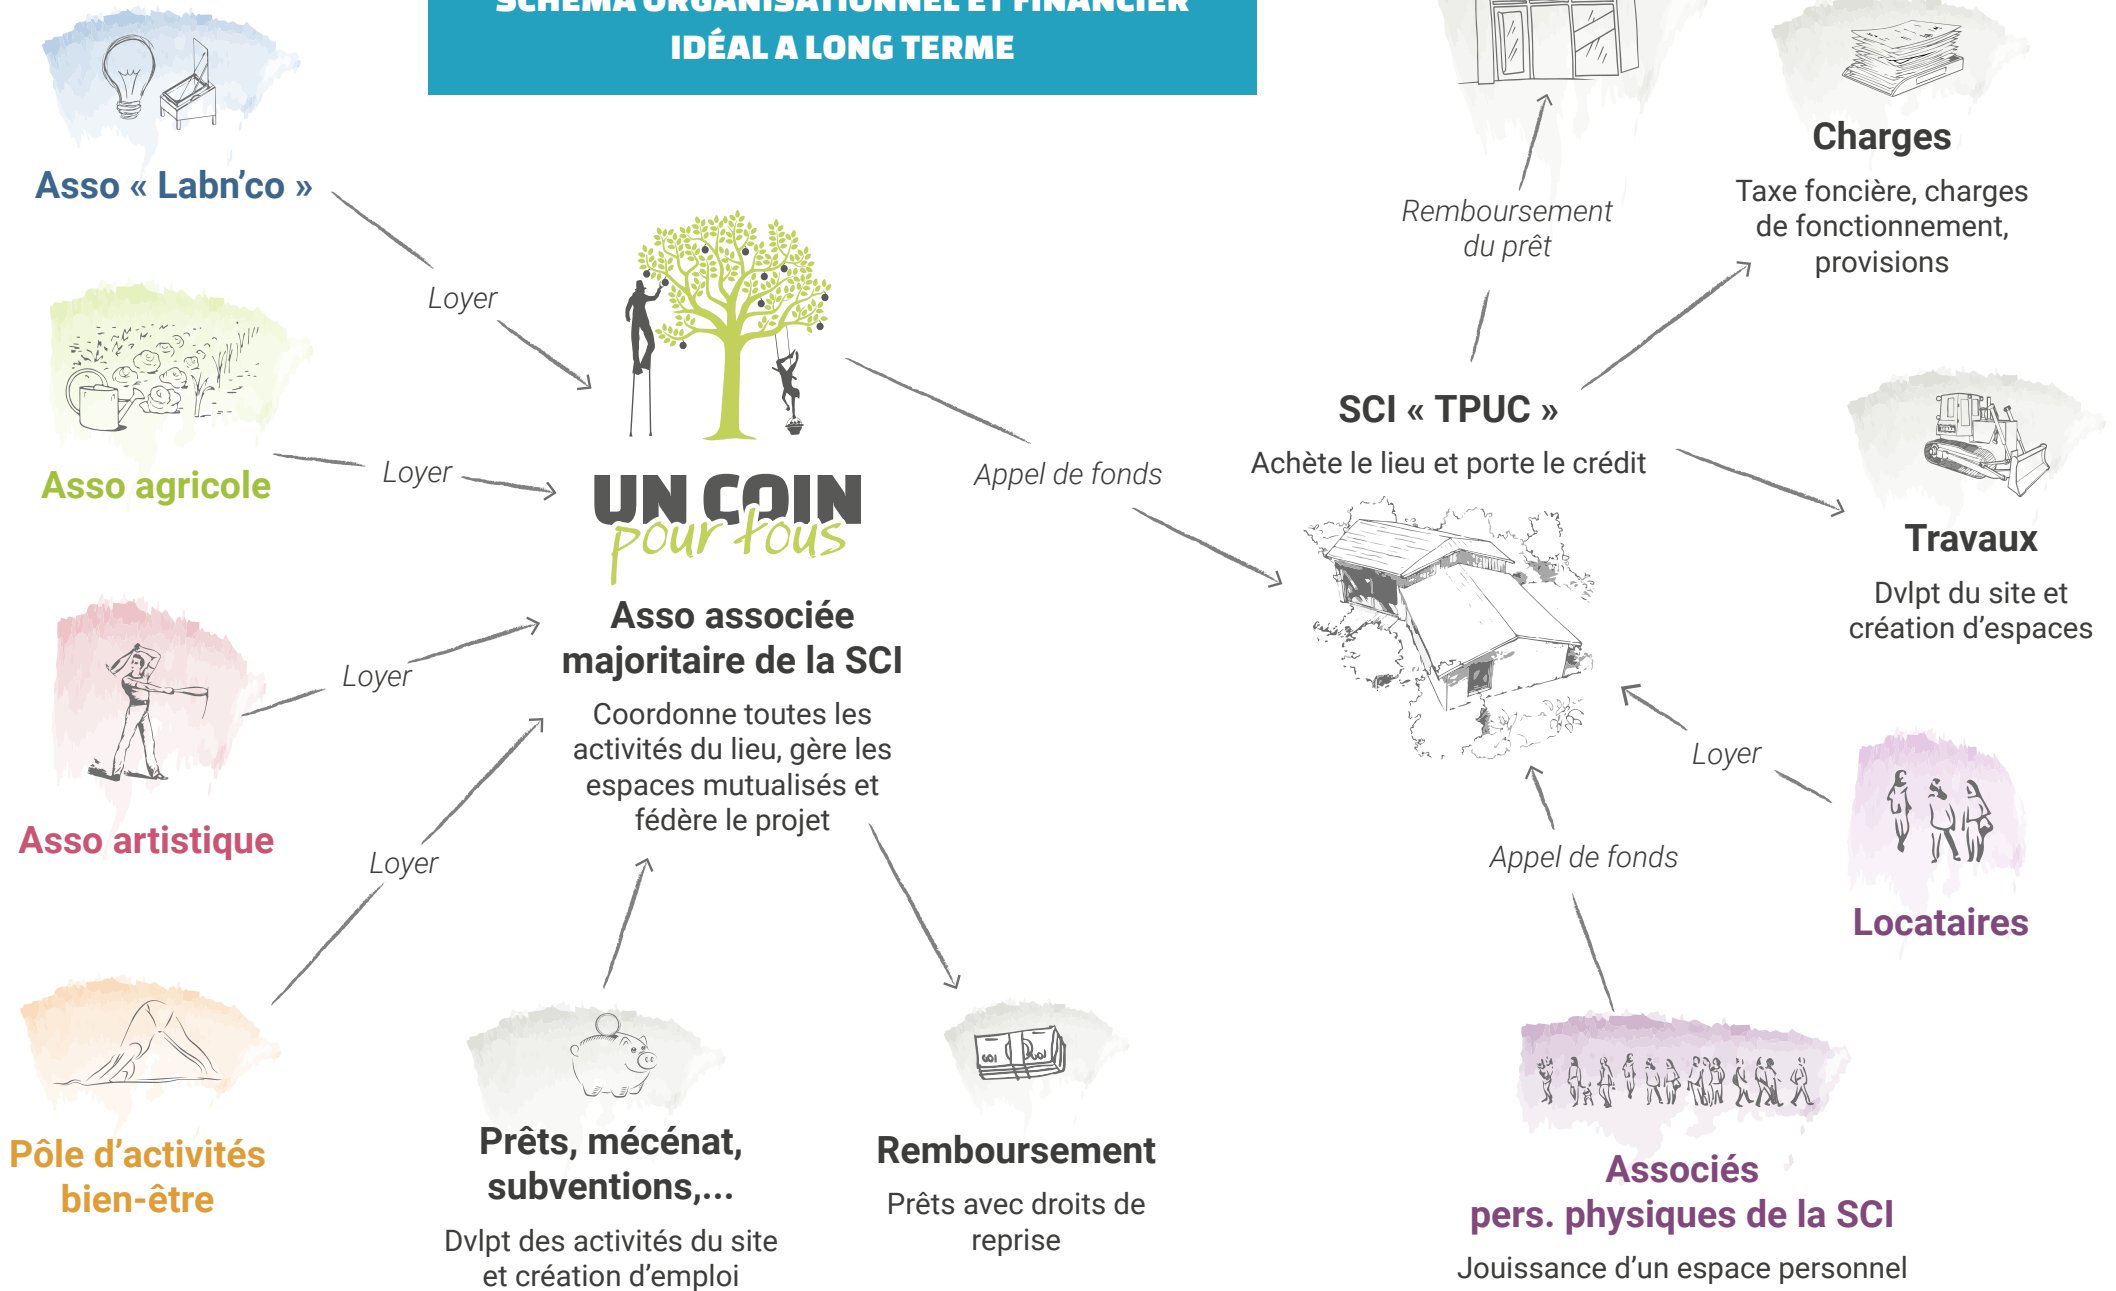 SCHÉMA ORGANISATIONNEL ET FINANCIER
IDÉAL A LONG TERME
Asso « Labn’co »
Loyer
Asso agricole
Loyer
Asso artistique
Loyer
Pôle d’activités
bien-être
Loyer
UN COIN
pour tous
Asso associée
majoritaire de la SCI
Coordonne toutes les
activités du lieu, gère les
espaces mutualisés et
fédère le projet
Prêts, mécénat,
subventions,...
Dvlpt des activités du site
et création d’emploi
Remboursement
Prêts avec droits de
reprise
Appel de fonds
SCI « TPUC »
Achète le lieu et porte le crédit
Remboursement
du prêt
Charges
Taxe foncière, charges
de fonctionnement,
provisions
Travaux
Dvlpt du site et
création d’espaces
Loyer
Locataires
Appel de fonds
Associés
pers. physiques de la SCI
Jouissance d’un espace personnel